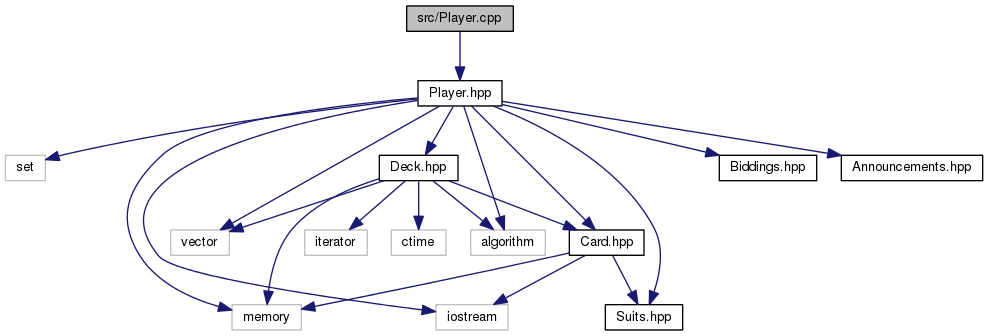 src/Player.cpp
Player.hpp
set
Deck.hpp
Biddings.hpp
Announcements.hpp
vector
iterator
ctime
algorithm
Card.hpp
memory
iostream
Suits.hpp